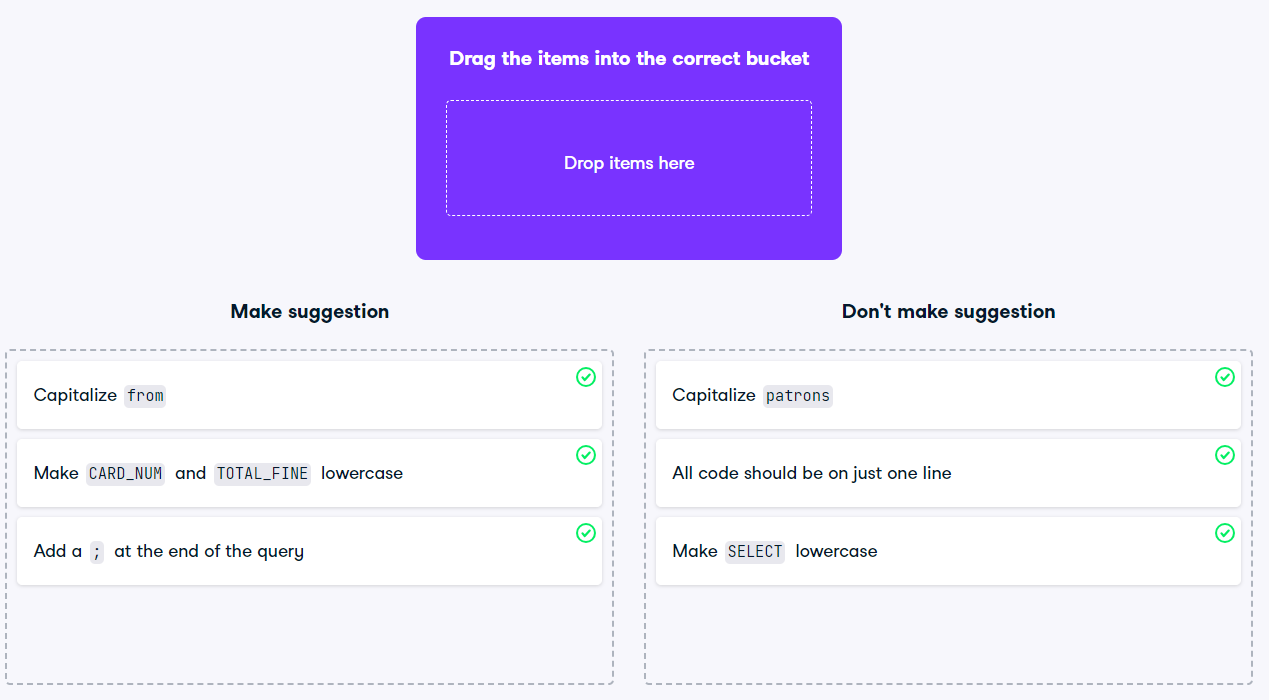 Drag the items into the correct bucket
Drop items here
Make suggestion
Capitalize from
Make CARD_NUM and TOTAL_FINE lowercase
Add a ; at the end of the query
Don't make suggestion
Capitalize patrons
All code should be on just one line
Make SELECT lowercase